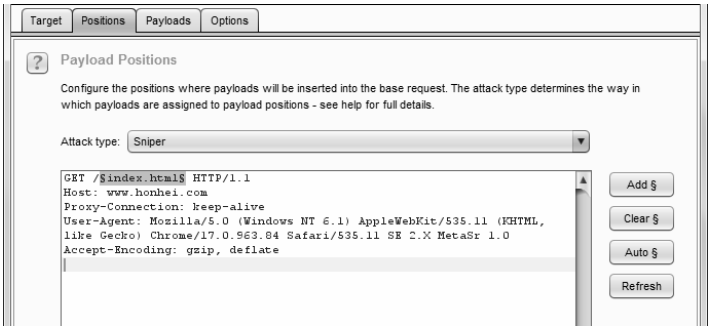 Target Positions Payloads Options
? Payload Positions
Configure the positions where payloads will be inserted into the base request. The attack type determines the way in
which payloads are assigned to payload positions - see help for full details.
Attack type: Sniper
GET /§index.html§ HTTP/1.1
Host: www.honhei.com
Proxy-Connection: keep-alive
User-Agent: Mozilla/5.0 (Windows NT 6.1) AppleWebKit/535.11 (KHTML,
like Gecko) Chrome/17.0.963.84 Safari/535.11 SE 2.X MetaSr 1.0
Accept-Encoding: gzip, deflate
Add §
Clear §
Auto §
Refresh